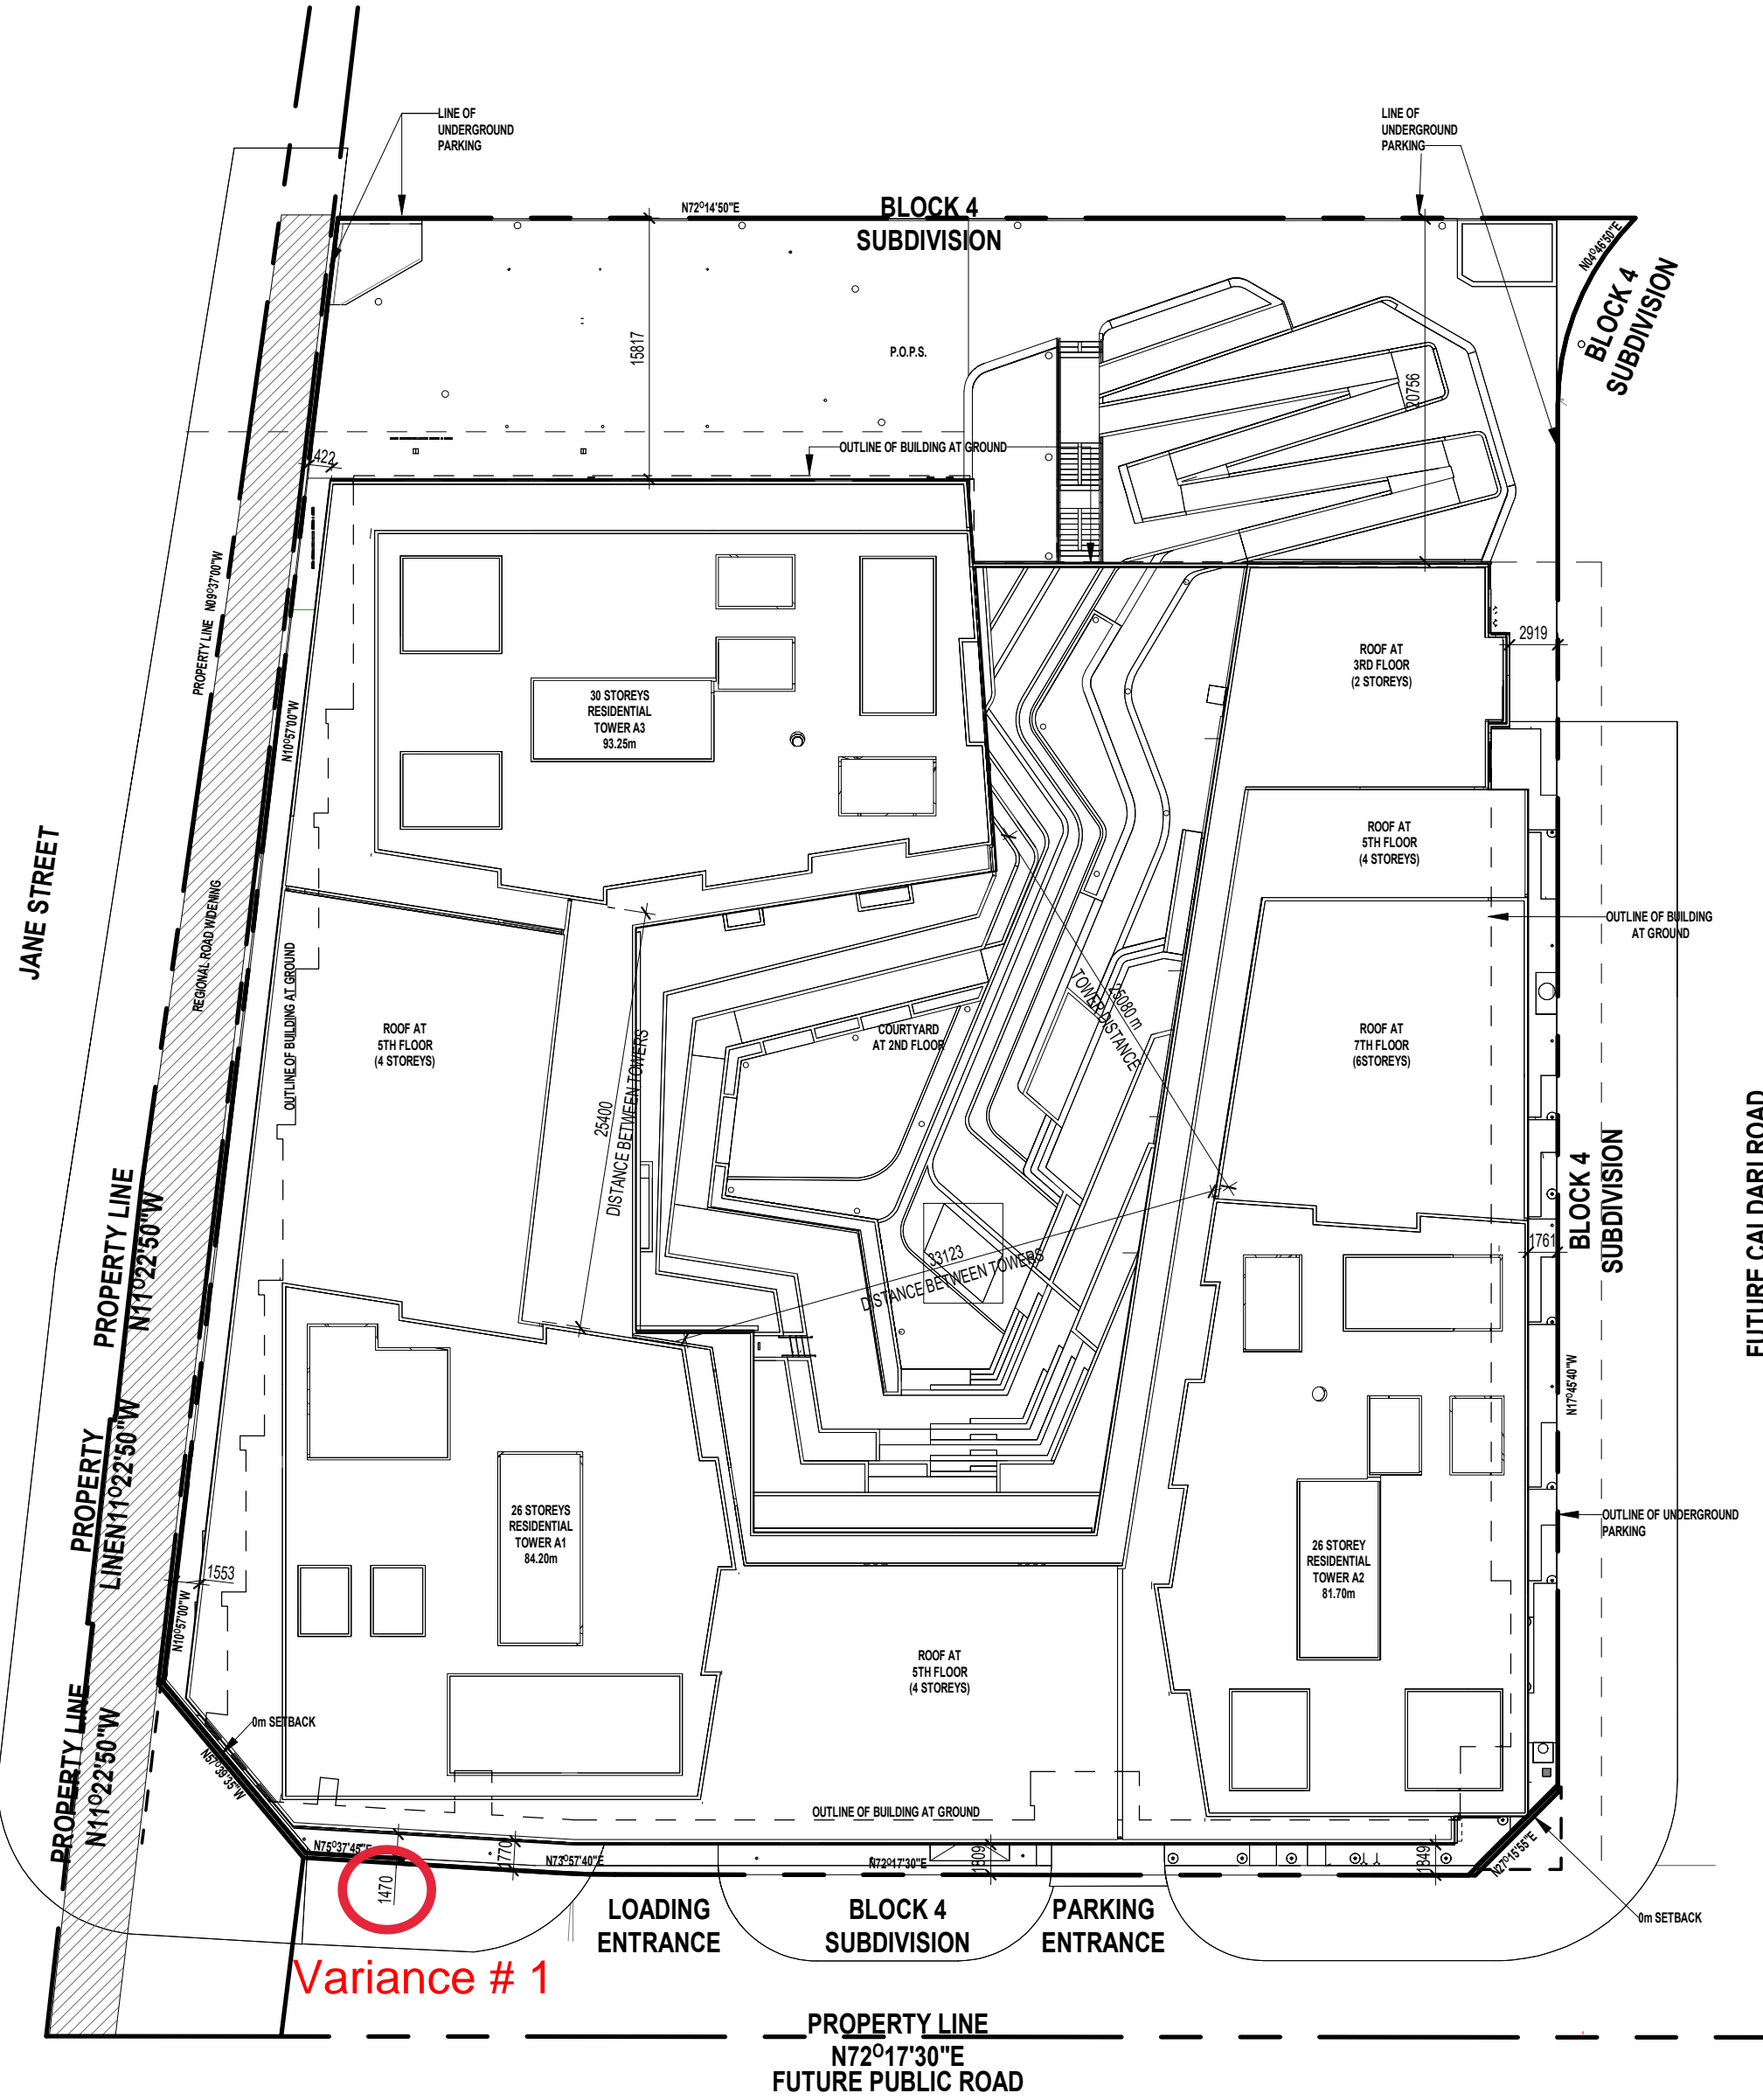 LINE OF
UNDERGROUND
PARKING
LINE OF
UNDERGROUND
PARKING
N72°14'50"E
BLOCK 4
SUBDIVISION
N04°46'50"E
BLOCK 4
SUBDIVISION
15817
P.O.P.S.
20756
OUTLINE OF BUILDING AT GROUND
422
PROPERTY LINE N09°37'00"W
N10°57'00"W
2919
ROOF AT
3RD FLOOR
(2 STOREYS)
30 STOREYS
RESIDENTIAL
TOWER A3
93.25m
ROOF AT
5TH FLOOR
(4 STOREYS)
JANE STREET
REGIONAL ROAD WIDENING
OUTLINE OF BUILDING AT GROUND
OUTLINE OF BUILDING
AT GROUND
ROOF AT
5TH FLOOR
(4 STOREYS)
25400
DISTANCE BETWEEN TOWERS
COURTYARD
AT 2ND FLOOR
25080 m
TOWER DISTANCE
ROOF AT
7TH FLOOR
(6STOREYS)
FUTURE CALDARI ROAD
BLOCK 4
SUBDIVISION
PROPERTY LINE
N11°22'50"W
33123
DISTANCE BETWEEN TOWERS
1761
N17°45'40"W
PROPERTY
LINEN11°22'50"W
26 STOREYS
RESIDENTIAL
TOWER A1
84.20m
OUTLINE OF UNDERGROUND
PARKING
26 STOREY
RESIDENTIAL
TOWER A2
81.70m
1553
N10°57'00"W
ROOF AT
5TH FLOOR
(4 STOREYS)
PROPERTY LINE
N11°22'50"W
0m SETBACK
N57°39'35"W
OUTLINE OF BUILDING AT GROUND
N75°37'45"E
1770
N73°57'40"E
N72°17'30"E
1809
1849
N27°15'55"E
1470
LOADING
ENTRANCE
BLOCK 4
SUBDIVISION
PARKING
ENTRANCE
0m SETBACK
Variance # 1
PROPERTY LINE
N72°17'30"E
FUTURE PUBLIC ROAD